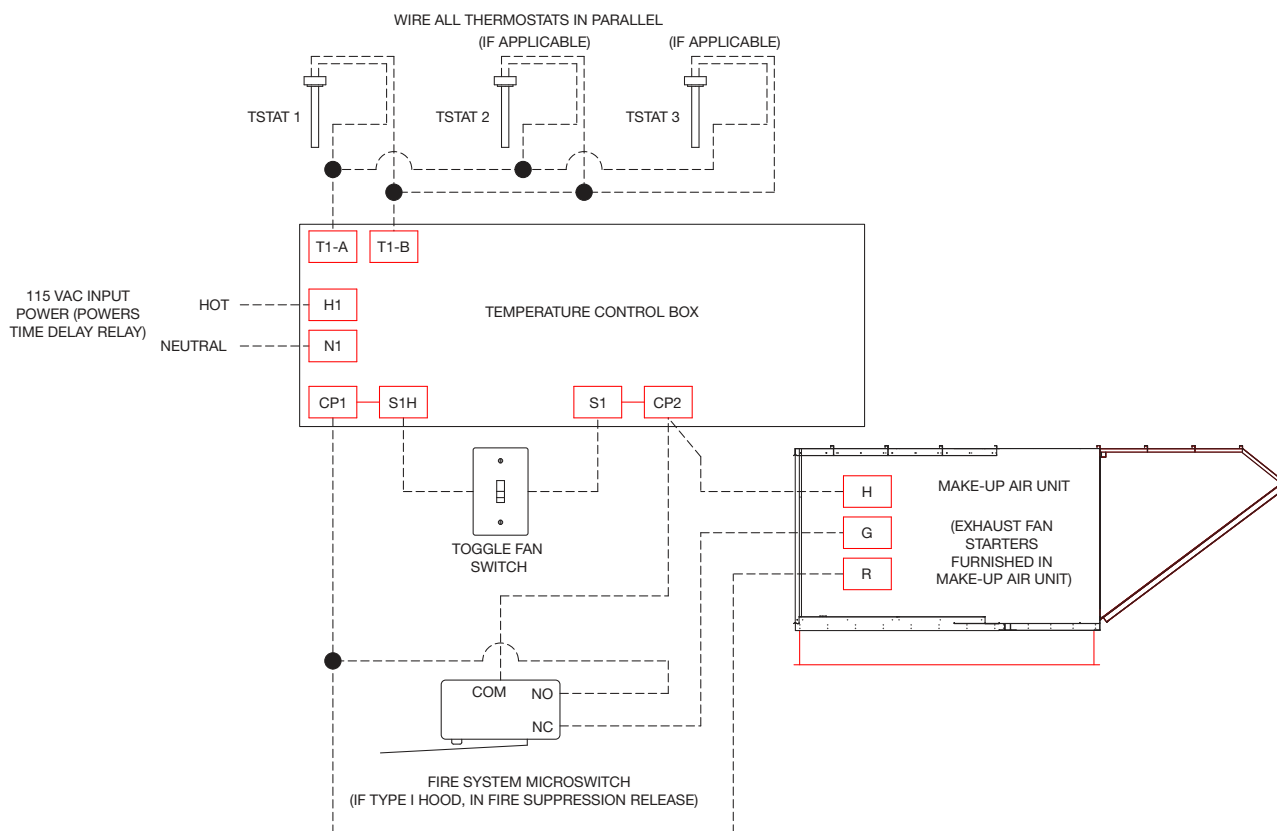 WIRE ALL THERMOSTATS IN PARALLEL
(IF APPLICABLE)
(IF APPLICABLE)
TSTAT 1
TSTAT 2
TSTAT 3
T1-A
T1-B
115 VAC INPUT
POWER (POWERS
TIME DELAY RELAY)
HOT
H1
TEMPERATURE CONTROL BOX
NEUTRAL
N1
CP1
S1H
S1
CP2
TOGGLE FAN
SWITCH
H
G
R
MAKE-UP AIR UNIT
(EXHAUST FAN
STARTERS
FURNISHED IN
MAKE-UP AIR UNIT)
COM
NO
NC
FIRE SYSTEM MICROSWITCH
(IF TYPE I HOOD, IN FIRE SUPPRESSION RELEASE)